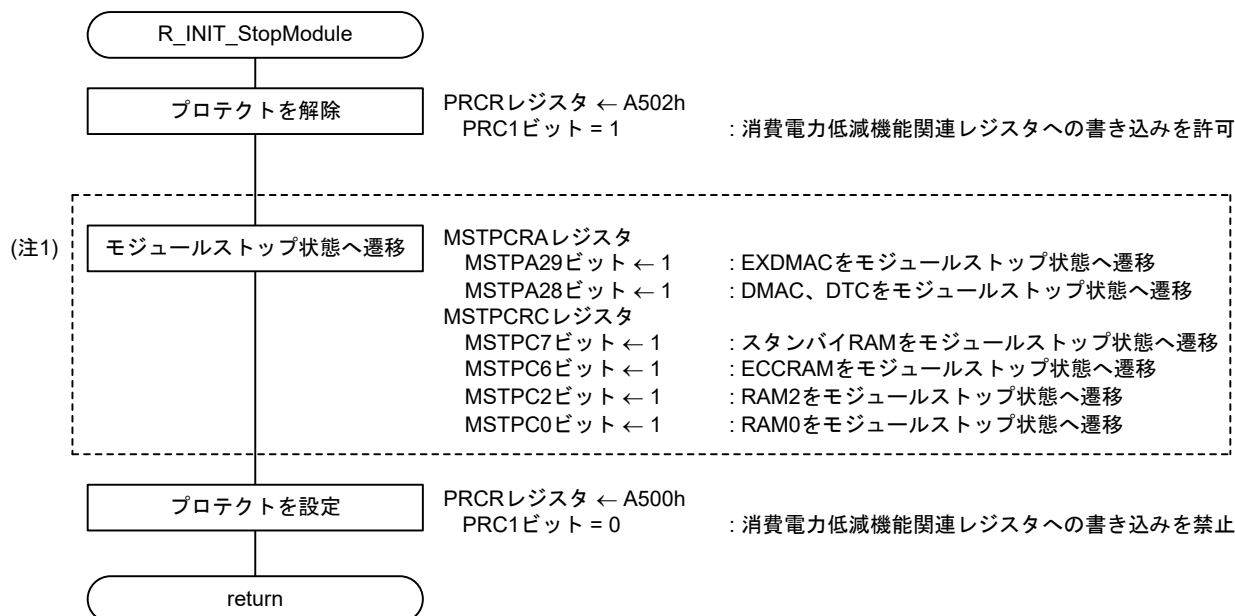 R_INIT_StopModule
プロテクトを解除
PRCRレジスタ ← A502h
PRC1ビット = 1 : 消費電力低減機能関連レジスタへの書き込みを許可
(注1)
モジュールストップ状態へ遷移
MSTPCRAレジスタ
MSTPA29ビット ← 1 : EXDMACをモジュールストップ状態へ遷移
MSTPA28ビット ← 1 : DMAC、DTCをモジュールストップ状態へ遷移
MSTPCRCレジスタ
MSTPC7ビット ← 1 : スタンバイRAMをモジュールストップ状態へ遷移
MSTPC6ビット ← 1 : ECCRAMをモジュールストップ状態へ遷移
MSTPC2ビット ← 1 : RAM2をモジュールストップ状態へ遷移
MSTPC0ビット ← 1 : RAM0をモジュールストップ状態へ遷移
プロテクトを設定
PRCRレジスタ ← A500h
PRC1ビット = 0 : 消費電力低減機能関連レジスタへの書き込みを禁止
return